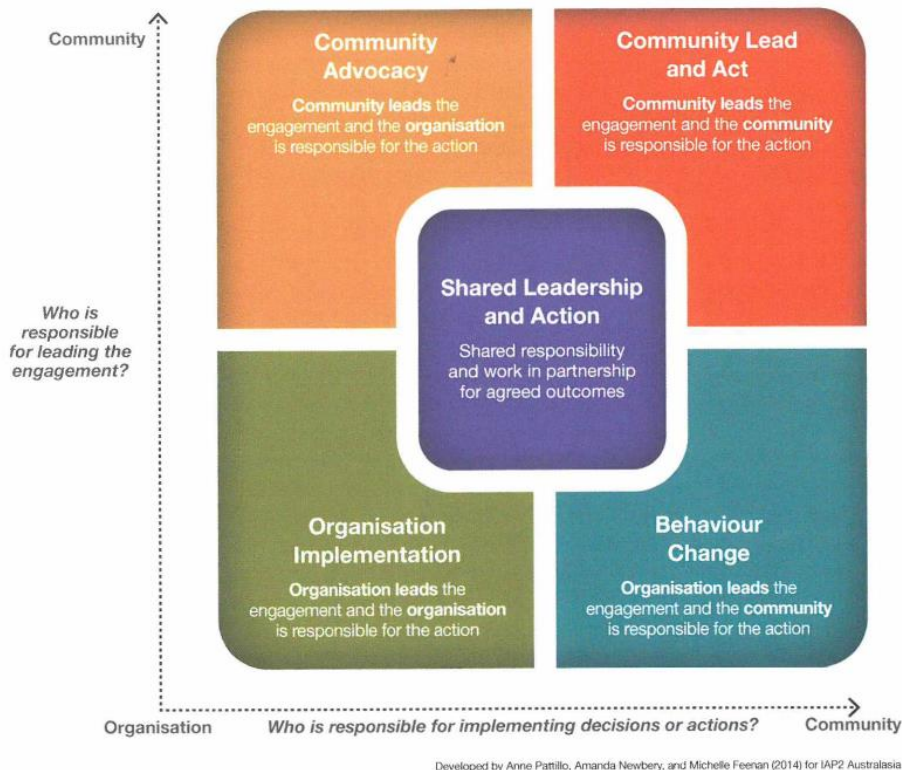 Community
Community
Advocacy
Community leads the
engagement and the organisation
is responsible for the action
Community Lead
and Act
Community leads the
engagement and the community
is responsible for the action
Who is
responsible
for leading the
engagement?
Shared Leadership
and Action
Shared responsibility
and work in partnership
for agreed outcomes
Organisation
Implementation
Organisation leads the
engagement and the organisation
is responsible for the action
Behaviour
Change
Organisation leads the
engagement and the community
is responsible for the action
Organisation
Who is responsible for implementing decisions or actions?
Community
Developed by Anne Pattillo, Amanda Newbery, and Michelle Feenan (2014) for IAP2 Australasia